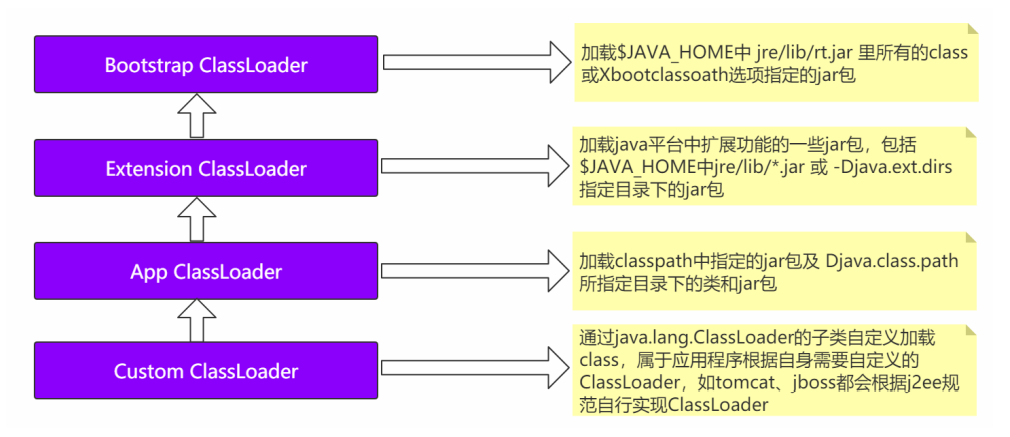 Bootstrap ClassLoader
加载$JAVA_HOME中 jre/lib/rt.jar 里所有的class
或Xbootclassoath选项指定的jar包
Extension ClassLoader
加载java平台中扩展功能的一些jar包，包括
$JAVA_HOME中jre/lib/*.jar 或 -Djava.ext.dirs
指定目录下的jar包
App ClassLoader
加载classpath中指定的jar包及 Djava.class.path
所指定目录下的类和jar包
Custom ClassLoader
通过java.lang.ClassLoader的子类自定义加载
class，属于应用程序根据自身需要自定义的
ClassLoader，如tomcat、jboss都会根据j2ee规
范自行实现ClassLoader